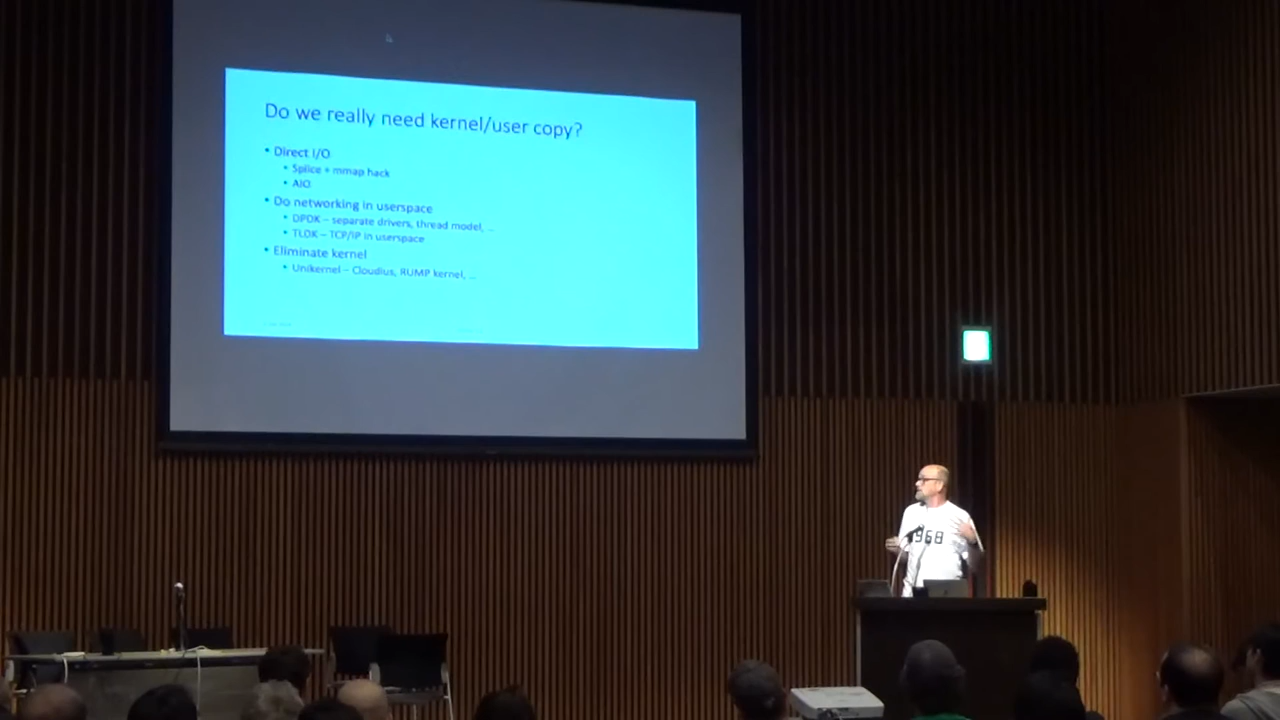 Do we really need kernel/user copy?
• Direct I/O
• Splice + mmap hack
• AIO
• Do networking in userspace
• DPDK – separate drivers, thread model, ...
• TLDK – TCP/IP in userspace
• Eliminate kernel
• Unikernel – Cloudius, RUMP kernel, ...
968